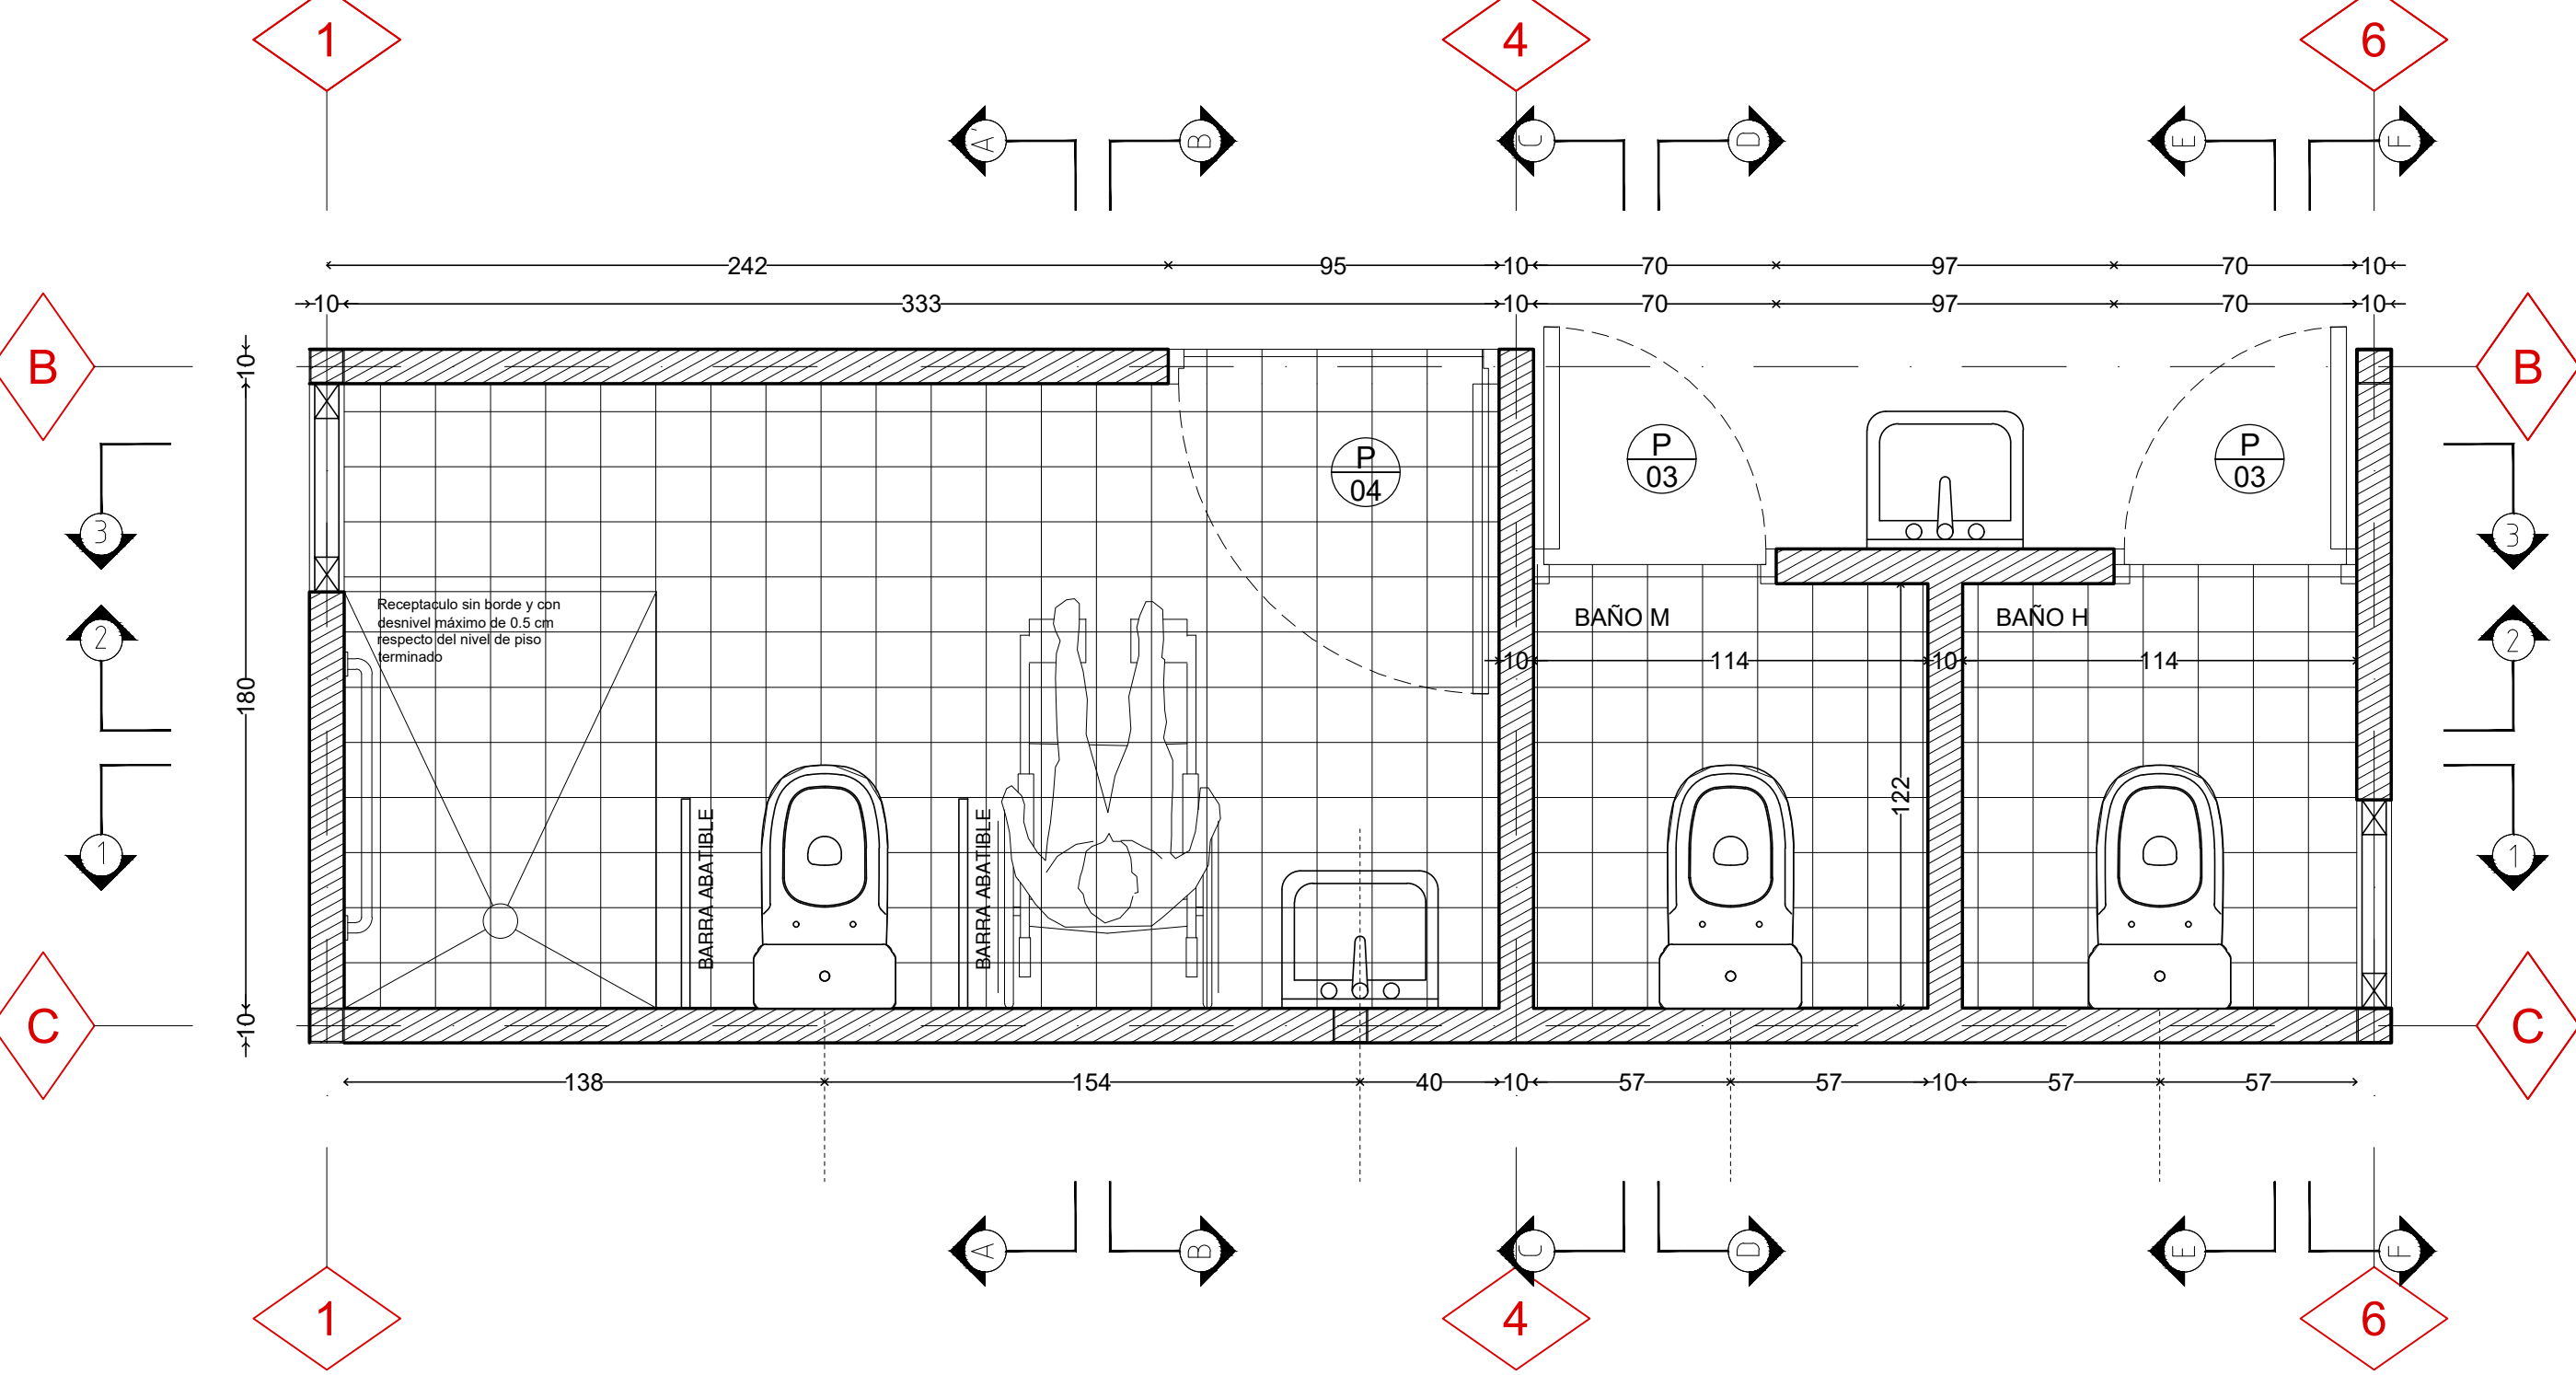 1 4 6
A' B C D E F
242 95 10 70 97 70 10
10 333 10 70 97 70 10
B 10 B
P P P
04 03 03
3 3
Receptaculo sin borde y con
desnivel máximo de 0.5 cm
respecto del nivel de piso
terminado
BAÑO M BAÑO H
2 2
10 114 10 114
180
122
1 1
BARRA ABATIBLE BARRA ABATIBLE
C 10 C
138 154 40 10 57 57 10 57 57
A B C D E F
1 4 6